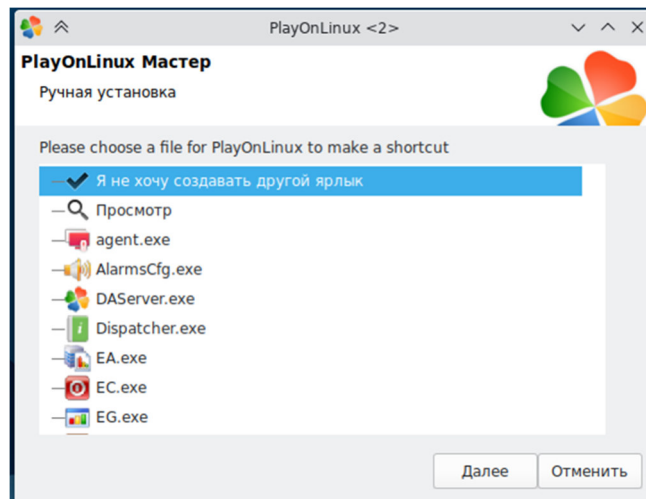 PlayOnLinux <2>
PlayOnLinux Мастер
Ручная установка
Please choose a file for PlayOnLinux to make a shortcut
Я не хочу создавать другой ярлык
Просмотр
agent.exe
AlarmsCfg.exe
DAServer.exe
Dispatcher.exe
EA.exe
EC.exe
EG.exe
Далее Отменить